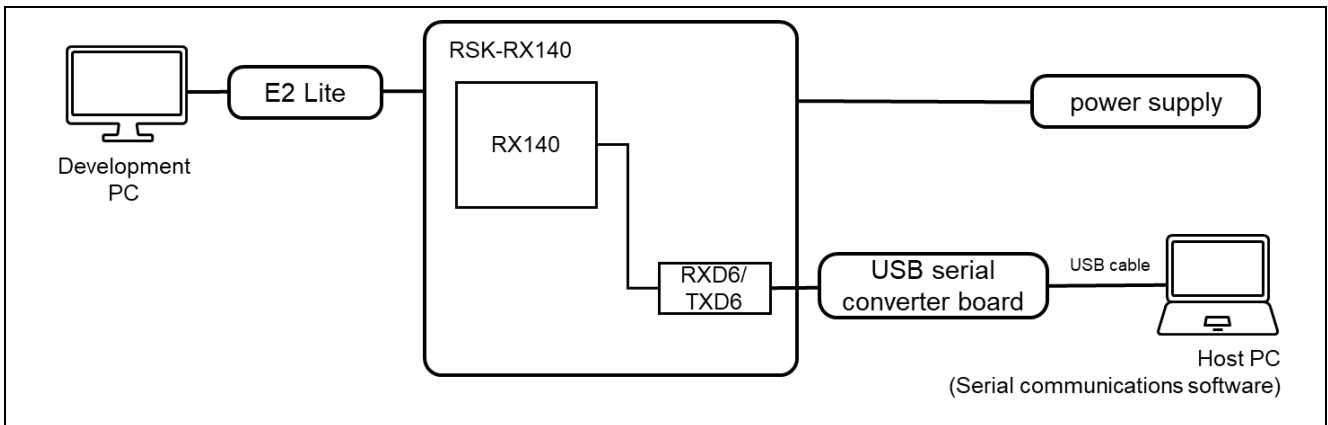 RSK-RX140
E2 Lite
power supply
RX140
Development
PC
RXD6/
TXD6
USB serial
converter board
USB cable
Host PC
(Serial communications software)